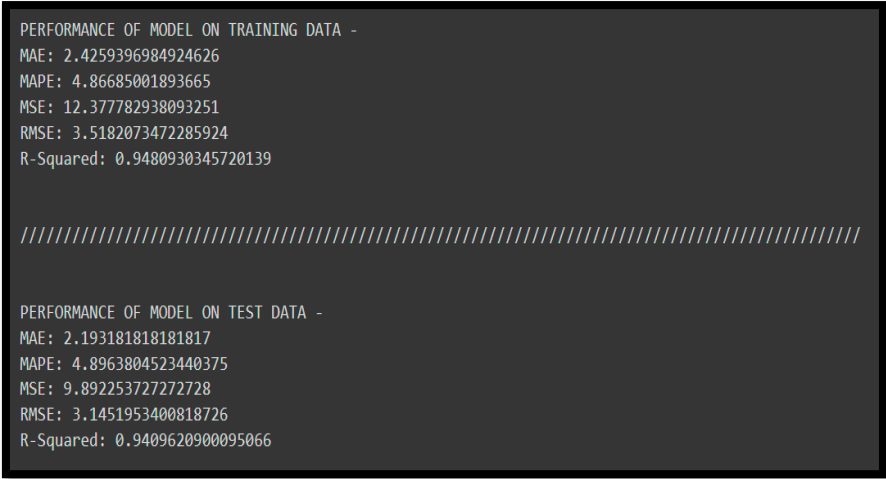 PERFORMANCE OF MODEL ON TRAINING DATA -
MAE: 2.4259396984924626
MAPE: 4.86685001893665
MSE: 12.377782938093251
RMSE: 3.5182073472285924
R-Squared: 0.9480930345720139
/////////////////////////////////////////////////////////////////////////////////////////////////
PERFORMANCE OF MODEL ON TEST DATA -
MAE: 2.193181818181817
MAPE: 4.8963804523440375
MSE: 9.892253727272728
RMSE: 3.1451953400818726
R-Squared: 0.9409620900095066